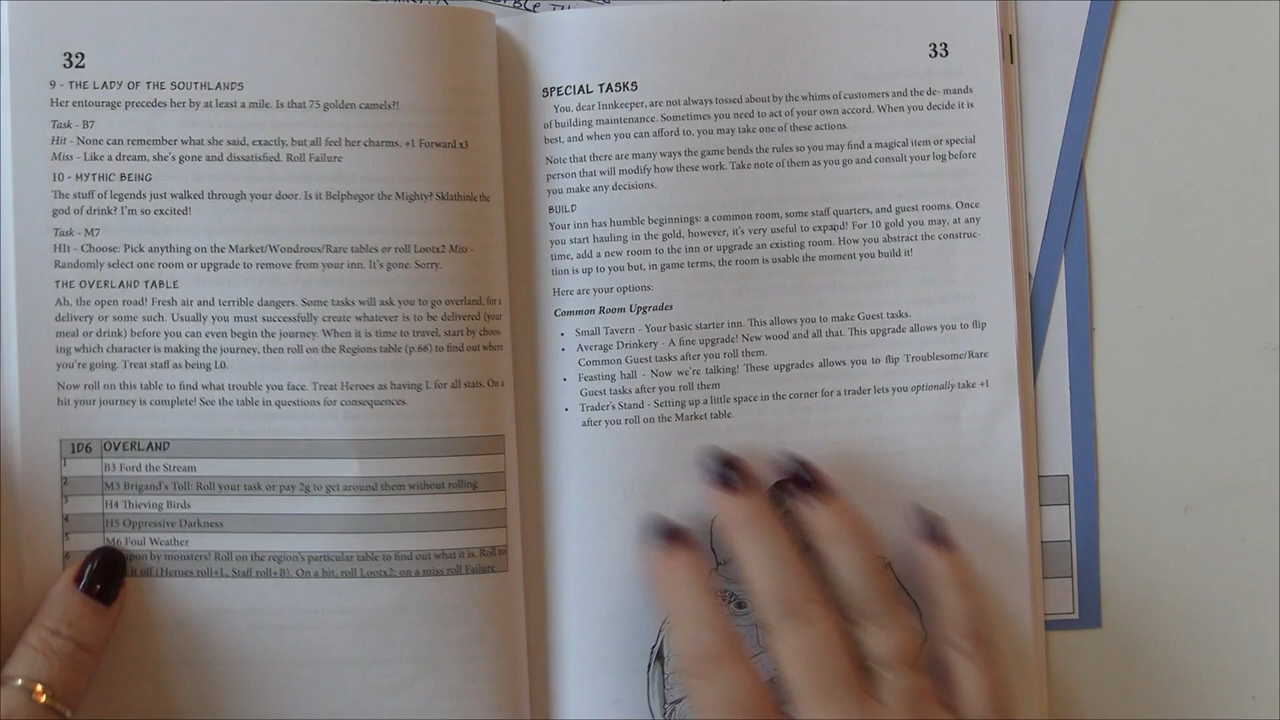 32
9 - THE LADY OF THE SOUTHLANDS
Her entourage precedes her by at least a mile. Is that 75 golden camels?!
Task - B7
Hit - None can remember what she said, exactly, but all feel her charms. +1 Forward x3
Miss - Like a dream, she's gone and dissatisfied. Roll Failure
10 - MYTHIC BEING
The stuff of legends just walked through your door. Is it Belphegor the Mighty? Sklathinle the
god of drink? I'm so excited!
Task - M7
HIt - Choose: Pick anything on the Market/Wondrous/Rare tables or roll Lootx2 Miss -
Randomly select one room or upgrade to remove from your inn. It's gone. Sorry.
THE OVERLAND TABLE
Ah, the open road! Fresh air and terrible dangers. Some tasks will ask you to go overland, for a
delivery or some such. Usually you must successfully create whatever is to be delivered (your
meal or drink) before you can even begin the journey. When it is time to travel, start by choos-
ing which character is making the journey, then roll on the Regions table (p.66) to find out where
you're going. Treat staff as being L0.
Now roll on this table to find what trouble you face. Treat Heroes as having L for all stats. On a
hit your journey is complete! See the table in questions for consequences.
1D6 OVERLAND
1 B3 Ford the Stream
2 M3 Brigand's Toll: Roll your task or pay 2g to get around them without rolling
3 H4 Thieving Birds
4 H5 Oppressive Darkness
5 M6 Foul Weather
6 upon by monsters! Roll on the region's particular table to find out what it is. Roll to
it off (Heroes roll+L, Staff roll+B). On a hit, roll Lootx2; on a miss roll Failure
33
SPECIAL TASKS
You, dear Innkeeper, are not always tossed about by the whims of customers and the de- mands
of building maintenance. Sometimes you need to act of your own accord. When you decide it is
best, and when you can afford to, you may take one of these actions.
Note that there are many ways the game bends the rules so you may find a magical item or special
person that will modify how these work. Take note of them as you go and consult your log before
you make any decisions.
BUILD
Your inn has humble beginnings: a common room, some staff quarters, and guest rooms. Once
you start hauling in the gold, however, it's very useful to expand! For 10 gold you may, at any
time, add a new room to the inn or upgrade an existing room. How you abstract the construc-
tion is up to you but, in game terms, the room is usable the moment you build it!
Here are your options:
Common Room Upgrades
• Small Tavern - Your basic starter inn. This allows you to make Guest tasks.
• Average Drinkery - A fine upgrade! New wood and all that. This upgrade allows you to flip
Common Guest tasks after you roll them.
• Feasting hall - Now we're talking! These upgrades allows you to flip Troublesome/Rare
Guest tasks after you roll them
• Trader's Stand - Setting up a little space in the corner for a trader lets you optionally take +1
after you roll on the Market table.